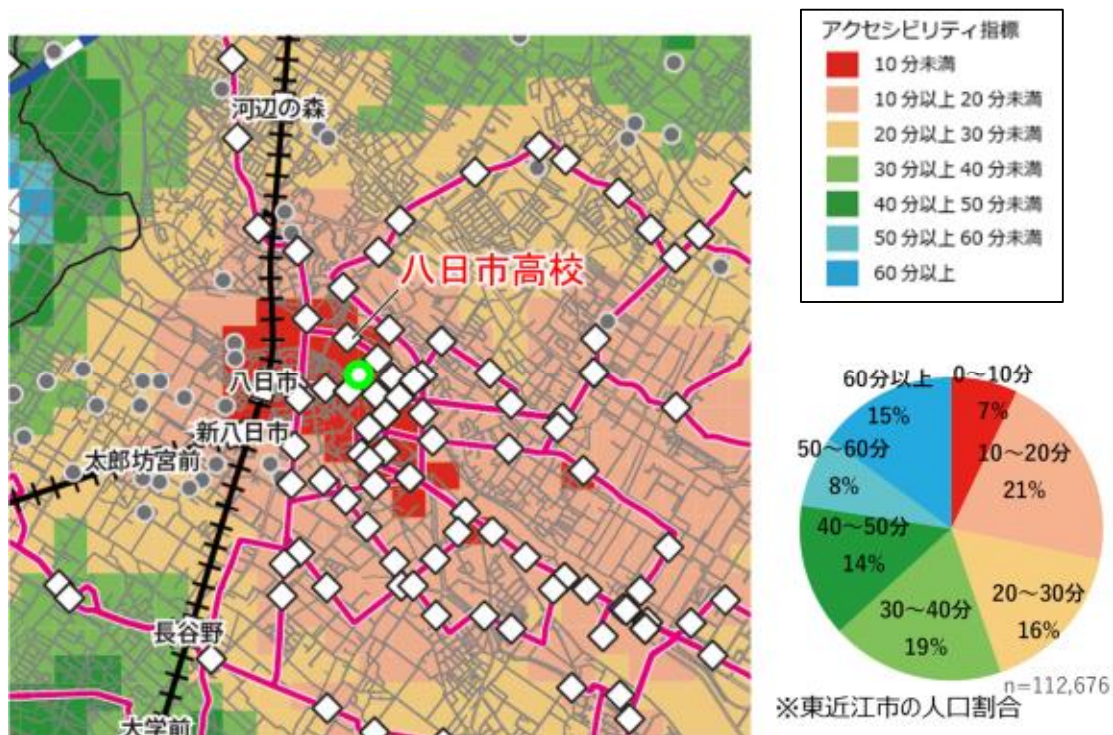 河辺の森
八日市高校
八日市
新八日市
太郎坊宮前
長谷野
大学前
アクセシビリティ指標
10分未満
10分以上20分未満
20分以上30分未満
30分以上40分未満
40分以上50分未満
50分以上60分未満
60分以上
60分以上
15%
0～10分
7%
10～20分
21%
50～60分
8%
40～50分
14%
20～30分
16%
30～40分
19%
n=112,676
※東近江市の人口割合